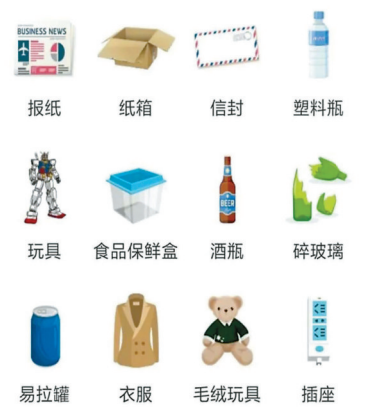 BUSINESS NEWS
报纸 纸箱 信封 塑料瓶
BEER
玩具 食品保鲜盒 酒瓶 碎玻璃
易拉罐 衣服 毛绒玩具 插座